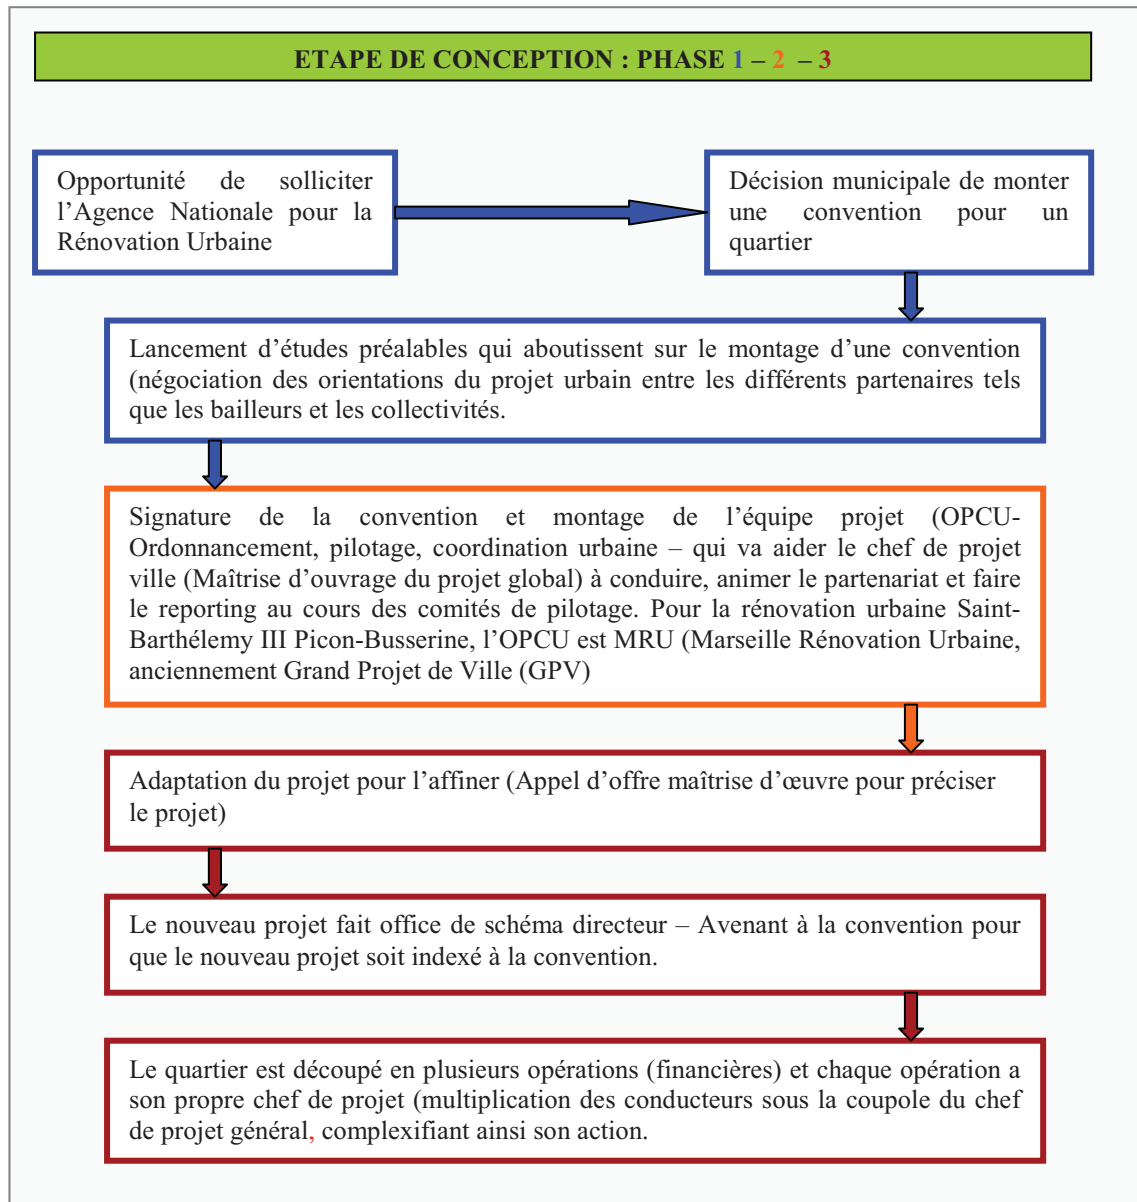 ETAPE DE CONCEPTION : PHASE 1 – 2 – 3
Opportunité de solliciter
l’Agence Nationale pour la
Rénovation Urbaine
Décision municipale de monter
une convention pour un
quartier
Lancement d’études préalables qui aboutissent sur le montage d’une convention
(négociation des orientations du projet urbain entre les différents partenaires tels
que les bailleurs et les collectivités.
Signature de la convention et montage de l’équipe projet (OPCU-
Ordonnancement, pilotage, coordination urbaine – qui va aider le chef de projet
ville (Maîtrise d’ouvrage du projet global) à conduire, animer le partenariat et faire
le reporting au cours des comités de pilotage. Pour la rénovation urbaine Saint-
Barthélemy III Picon-Busserine, l’OPCU est MRU (Marseille Rénovation Urbaine,
anciennement Grand Projet de Ville (GPV)
Adaptation du projet pour l’affiner (Appel d’offre maîtrise d’œuvre pour préciser
le projet)
Le nouveau projet fait office de schéma directeur – Avenant à la convention pour
que le nouveau projet soit indexé à la convention.
Le quartier est découpé en plusieurs opérations (financières) et chaque opération a
son propre chef de projet (multiplication des conducteurs sous la coupole du chef
de projet général, complexifiant ainsi son action.